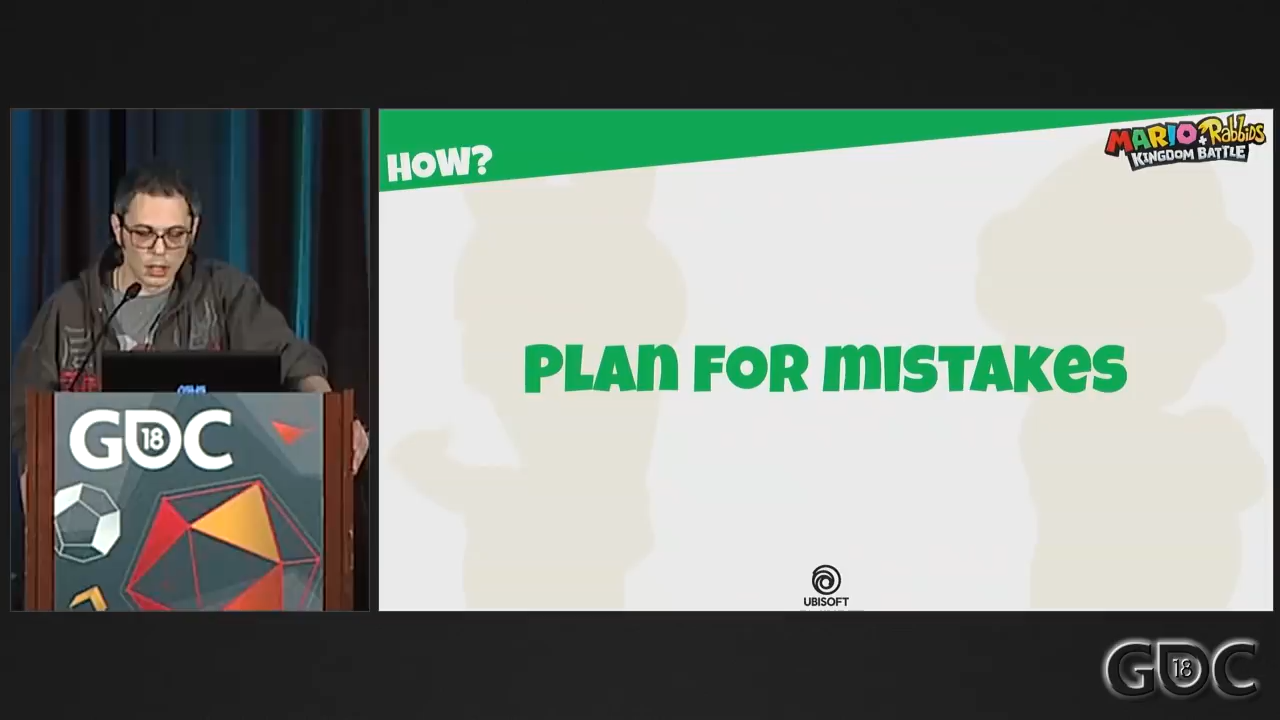 HOW?
MARIO + Rabbids
KINGDOM BATTLE
PLAN FOR MISTAKES
UBISOFT
GDC
18
GDC
18